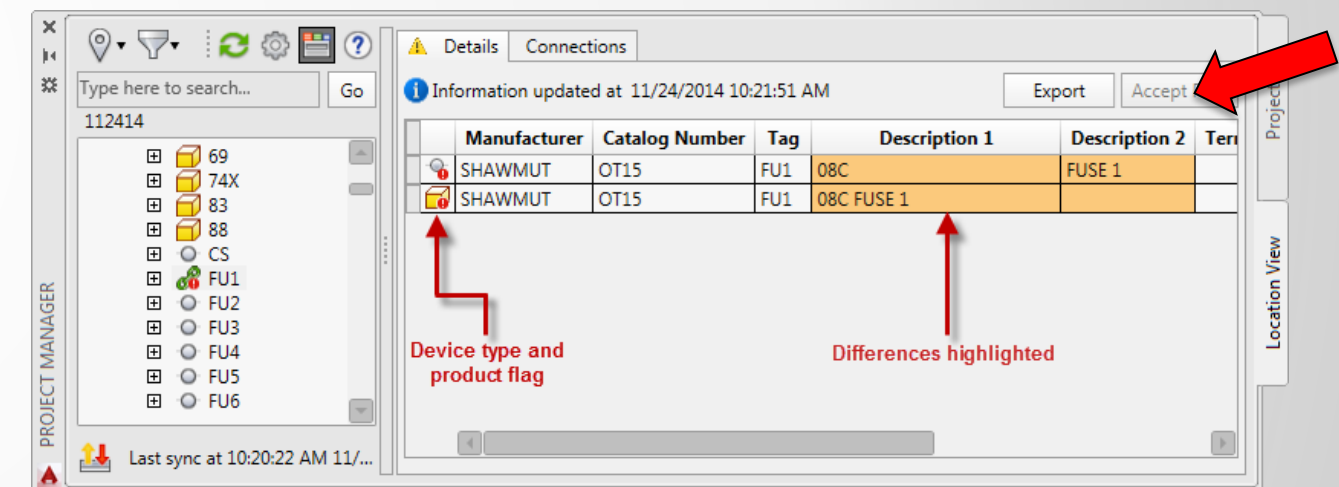 Details Connections
Type here to search... Go
Information updated at 11/24/2014 10:21:51 AM Export Accept
112414
Manufacturer Catalog Number Tag Description 1 Description 2
69
SHAWMUT OT15 FU1 08C FUSE 1
74X
SHAWMUT OT15 FU1 08C FUSE 1
83
88
CS
FU1
FU2
FU3
FU4
FU5
FU6
Device type and
product flag
Differences highlighted
Last sync at 10:20:22 AM 11/...
PROJECT MANAGER
Location View